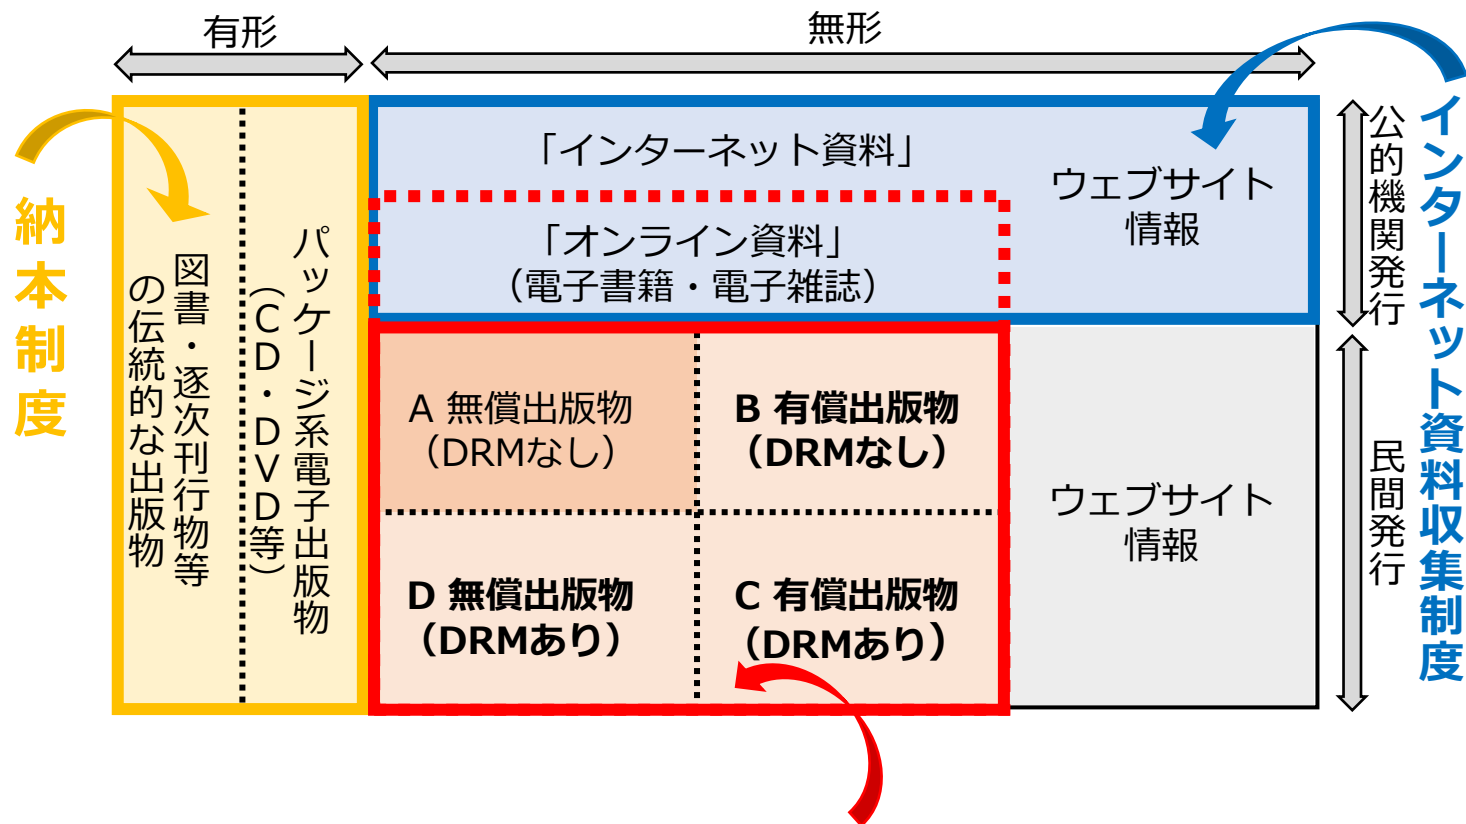 有形
無形
納本制度
図書・逐次刊行物等
の伝統的な出版物
パッケージ系電子出版物
（ＣＤ・ＤＶＤ等）
「インターネット資料」
「オンライン資料」
（電子書籍・電子雑誌）
ウェブサイト
情報
A 無償出版物
（DRMなし）
B 有償出版物
（DRMなし）
D 無償出版物
（DRMあり）
C 有償出版物
（DRMあり）
ウェブサイト
情報
公的機関発行
民間発行
インターネット資料収集制度